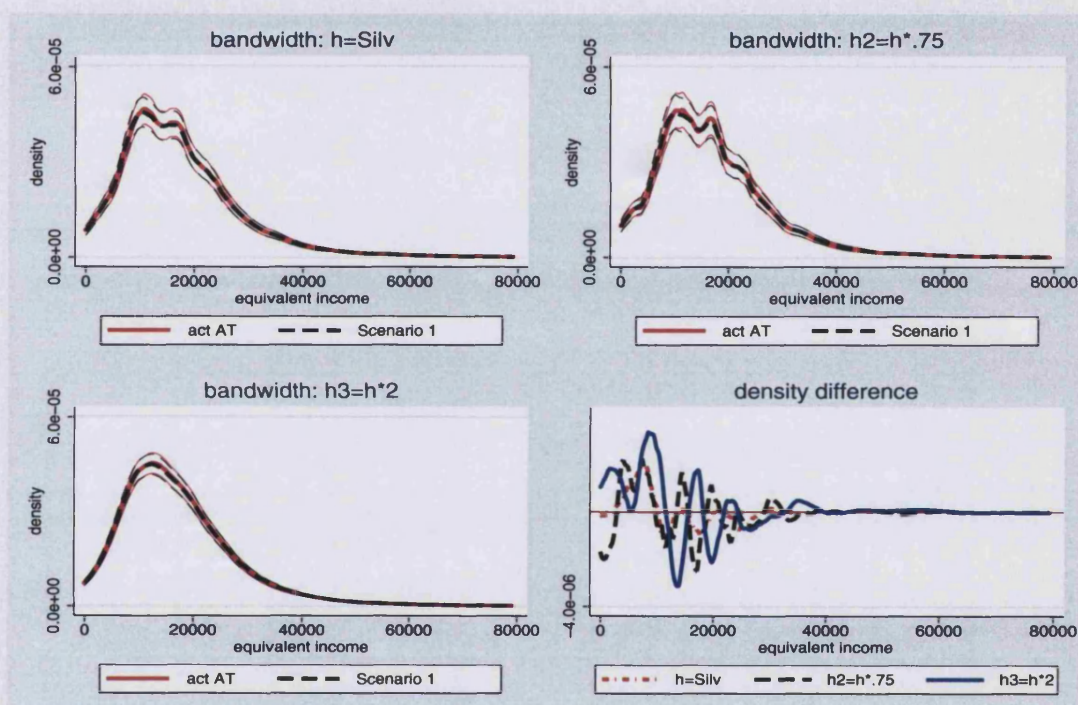 bandwidth: h=Silv
6.0e-05
density
0.0e+00
0 20000 40000 60000 80000
equivalent income
act AT Scenario 1
bandwidth: h2=h*.75
6.0e-05
density
0.0e+00
0 20000 40000 60000 80000
equivalent income
act AT Scenario 1
bandwidth: h3=h*2
6.0e-05
density
0.0e+00
0 20000 40000 60000 80000
equivalent income
act AT Scenario 1
density difference
-4.0e-06
0 20000 40000 60000 80000
equivalent income
h=Silv h2=h*.75 h3=h*2